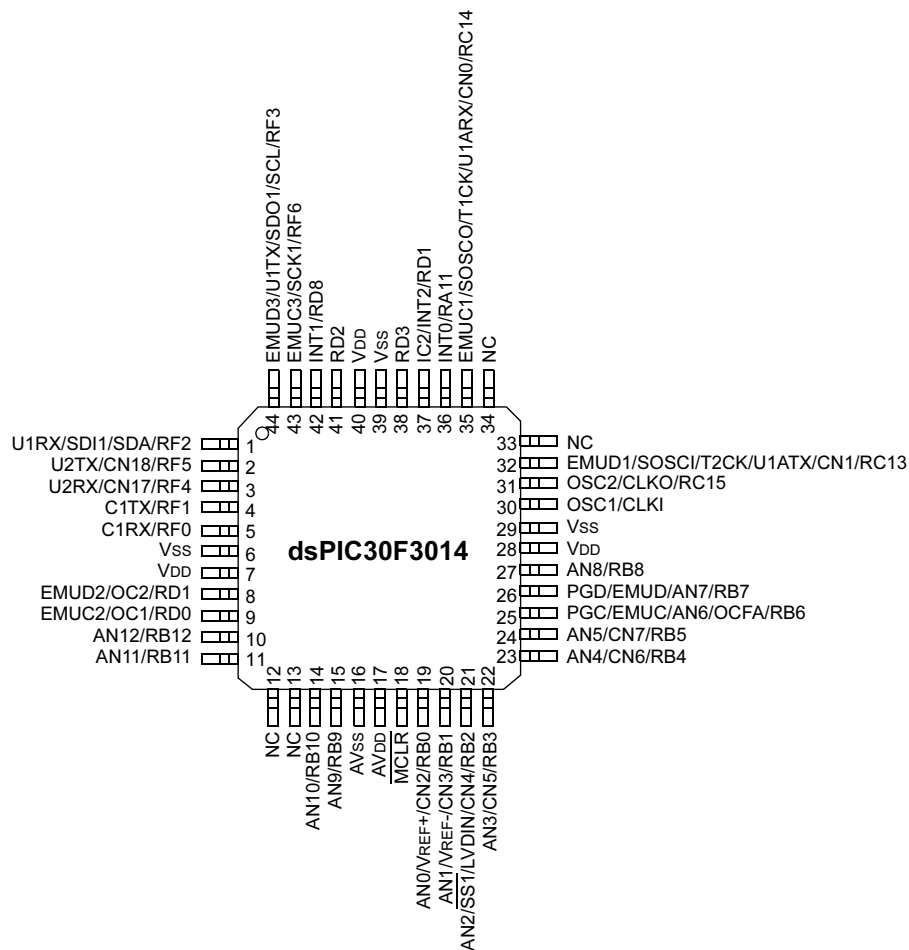 EMUD3/U1TX/SDO1/SCL/RF3
EMUC3/SCK1/RF6
INT1/RD8
RD2
VDD
VSS
RD3
IC2/INT2/RD1
INT0/RA11
EMUC1/SOSCO/T1CK/U1ARX/CN0/RC14
NC
44
43
42
41
40
39
38
37
36
35
34
U1RX/SDI1/SDA/RF2 1
U2TX/CN18/RF5 2
U2RX/CN17/RF4 3
C1TX/RF1 4
C1RX/RF0 5
VSS 6
VDD 7
EMUD2/OC2/RD1 8
EMUC2/OC1/RD0 9
AN12/RB12 10
AN11/RB11 11
dsPIC30F3014
33 NC
32 EMUD1/SOSCI/T2CK/U1ATX/CN1/RC13
31 OSC2/CLKO/RC15
30 OSC1/CLKI
29 VSS
28 VDD
27 AN8/RB8
26 PGD/EMUD/AN7/RB7
25 PGC/EMUC/AN6/OCFA/RB6
24 AN5/CN7/RB5
23 AN4/CN6/RB4
12
13
14
15
16
17
18
19
20
21
22
NC
NC
AN10/RB10
AN9/RB9
AVSS
AVDD
MCLR
AN0/VREF+/CN2/RB0
AN1/VREF-/CN3/RB1
AN2/SS1/LVDIN/CN4/RB2
AN3/CN5/RB3